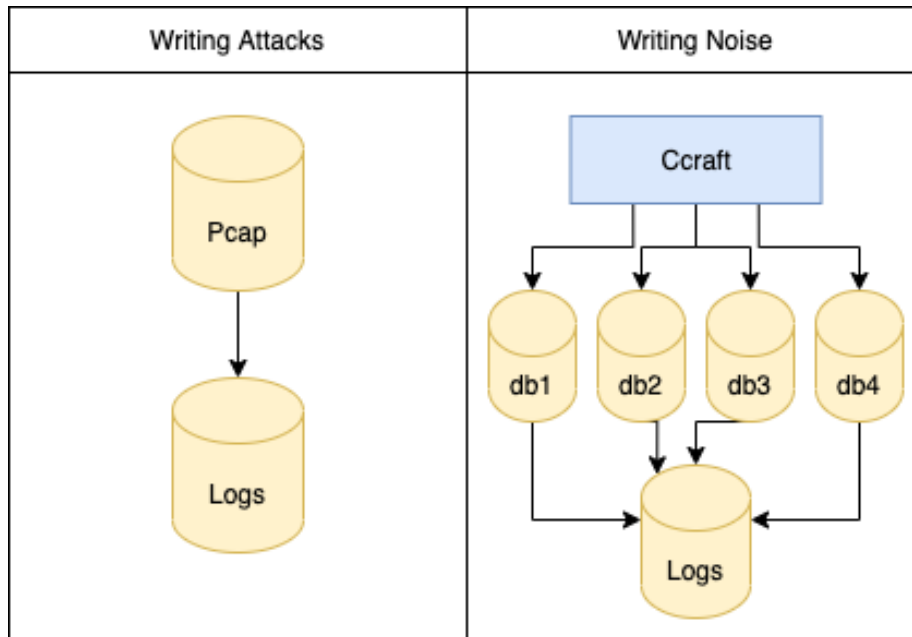 Writing Attacks
Writing Noise
Pcap
Logs
Ccraft
db1
db2
db3
db4
Logs